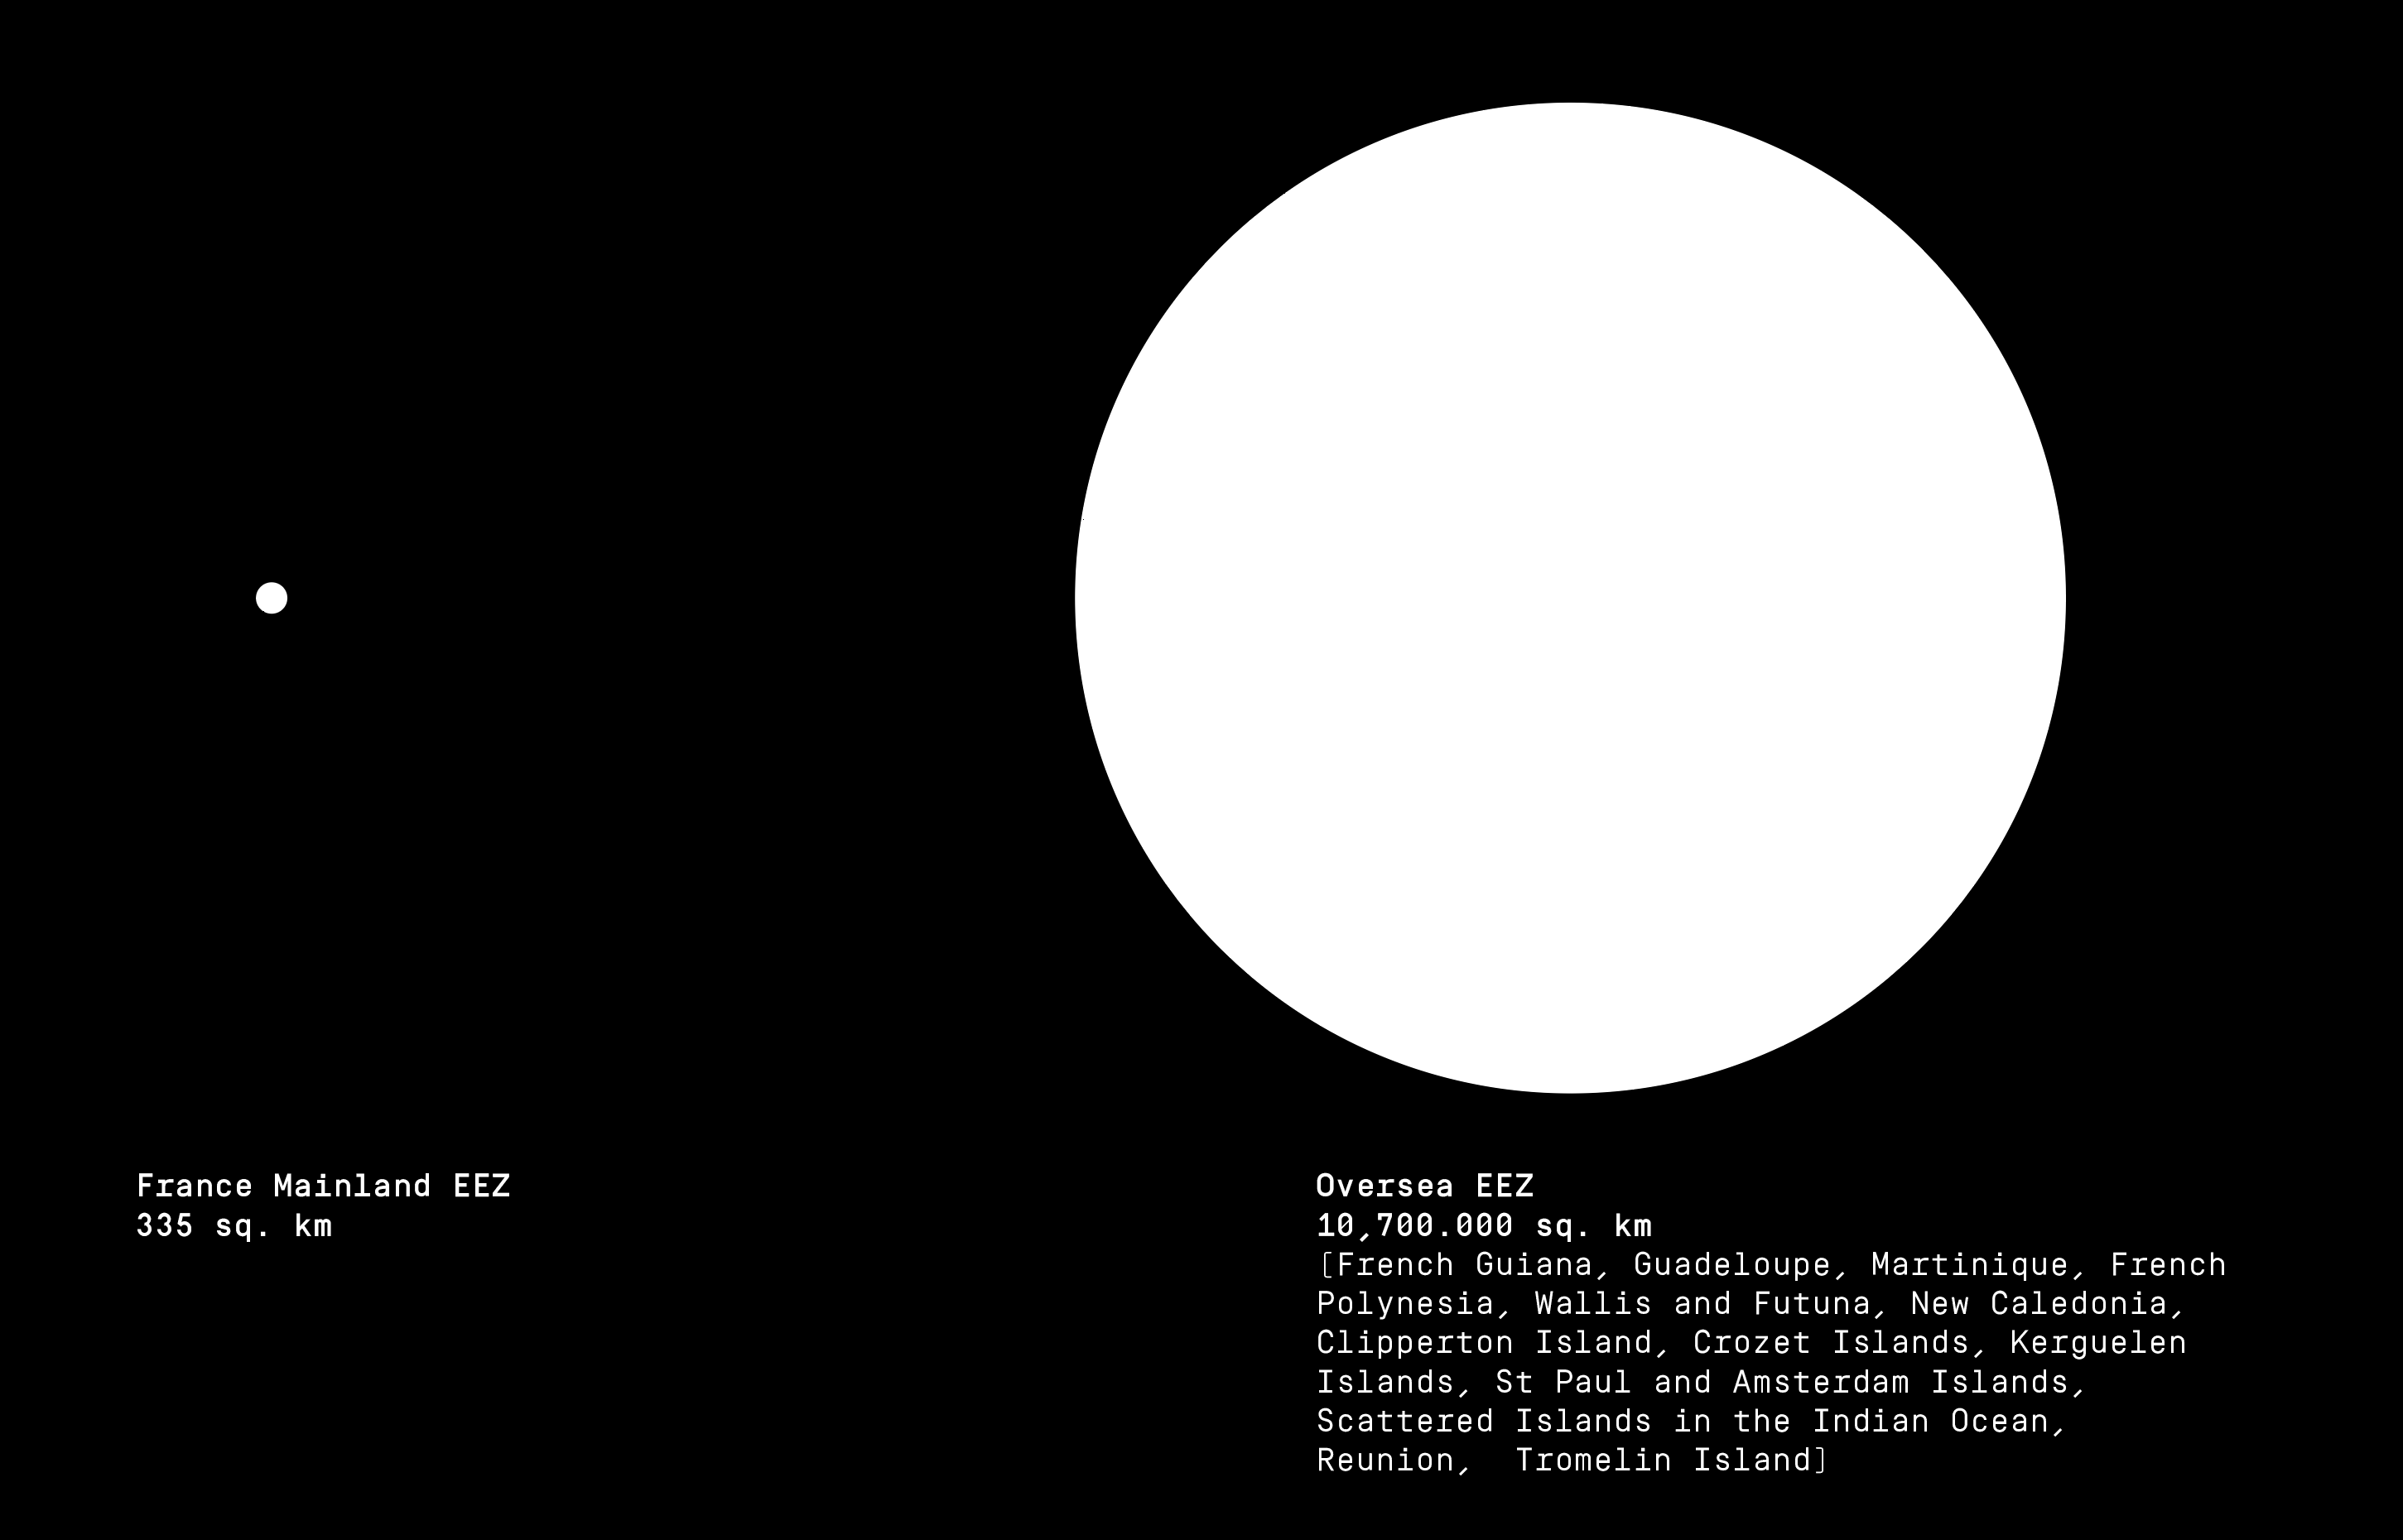 France Mainland EEZ
335 sq. km
Oversea EEZ
10,700.000 sq. km
[French Guiana, Guadeloupe, Martinique, French
Polynesia, Wallis and Futuna, New Caledonia,
Clipperton Island, Crozet Islands, Kerguelen
Islands, St Paul and Amsterdam Islands,
Scattered Islands in the Indian Ocean,
Reunion,  Tromelin Island]